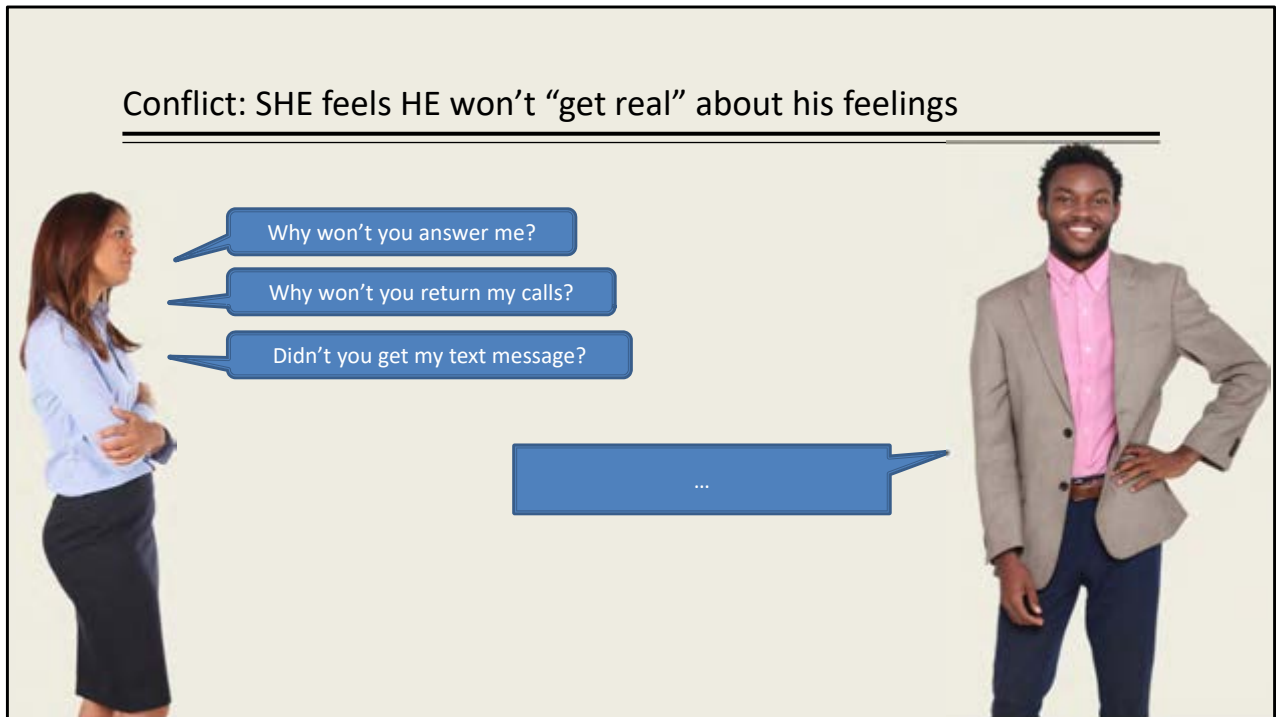 Conflict: SHE feels HE won’t “get real” about his feelings
Why won’t you answer me?
Why won’t you return my calls?
Didn’t you get my text message?
…